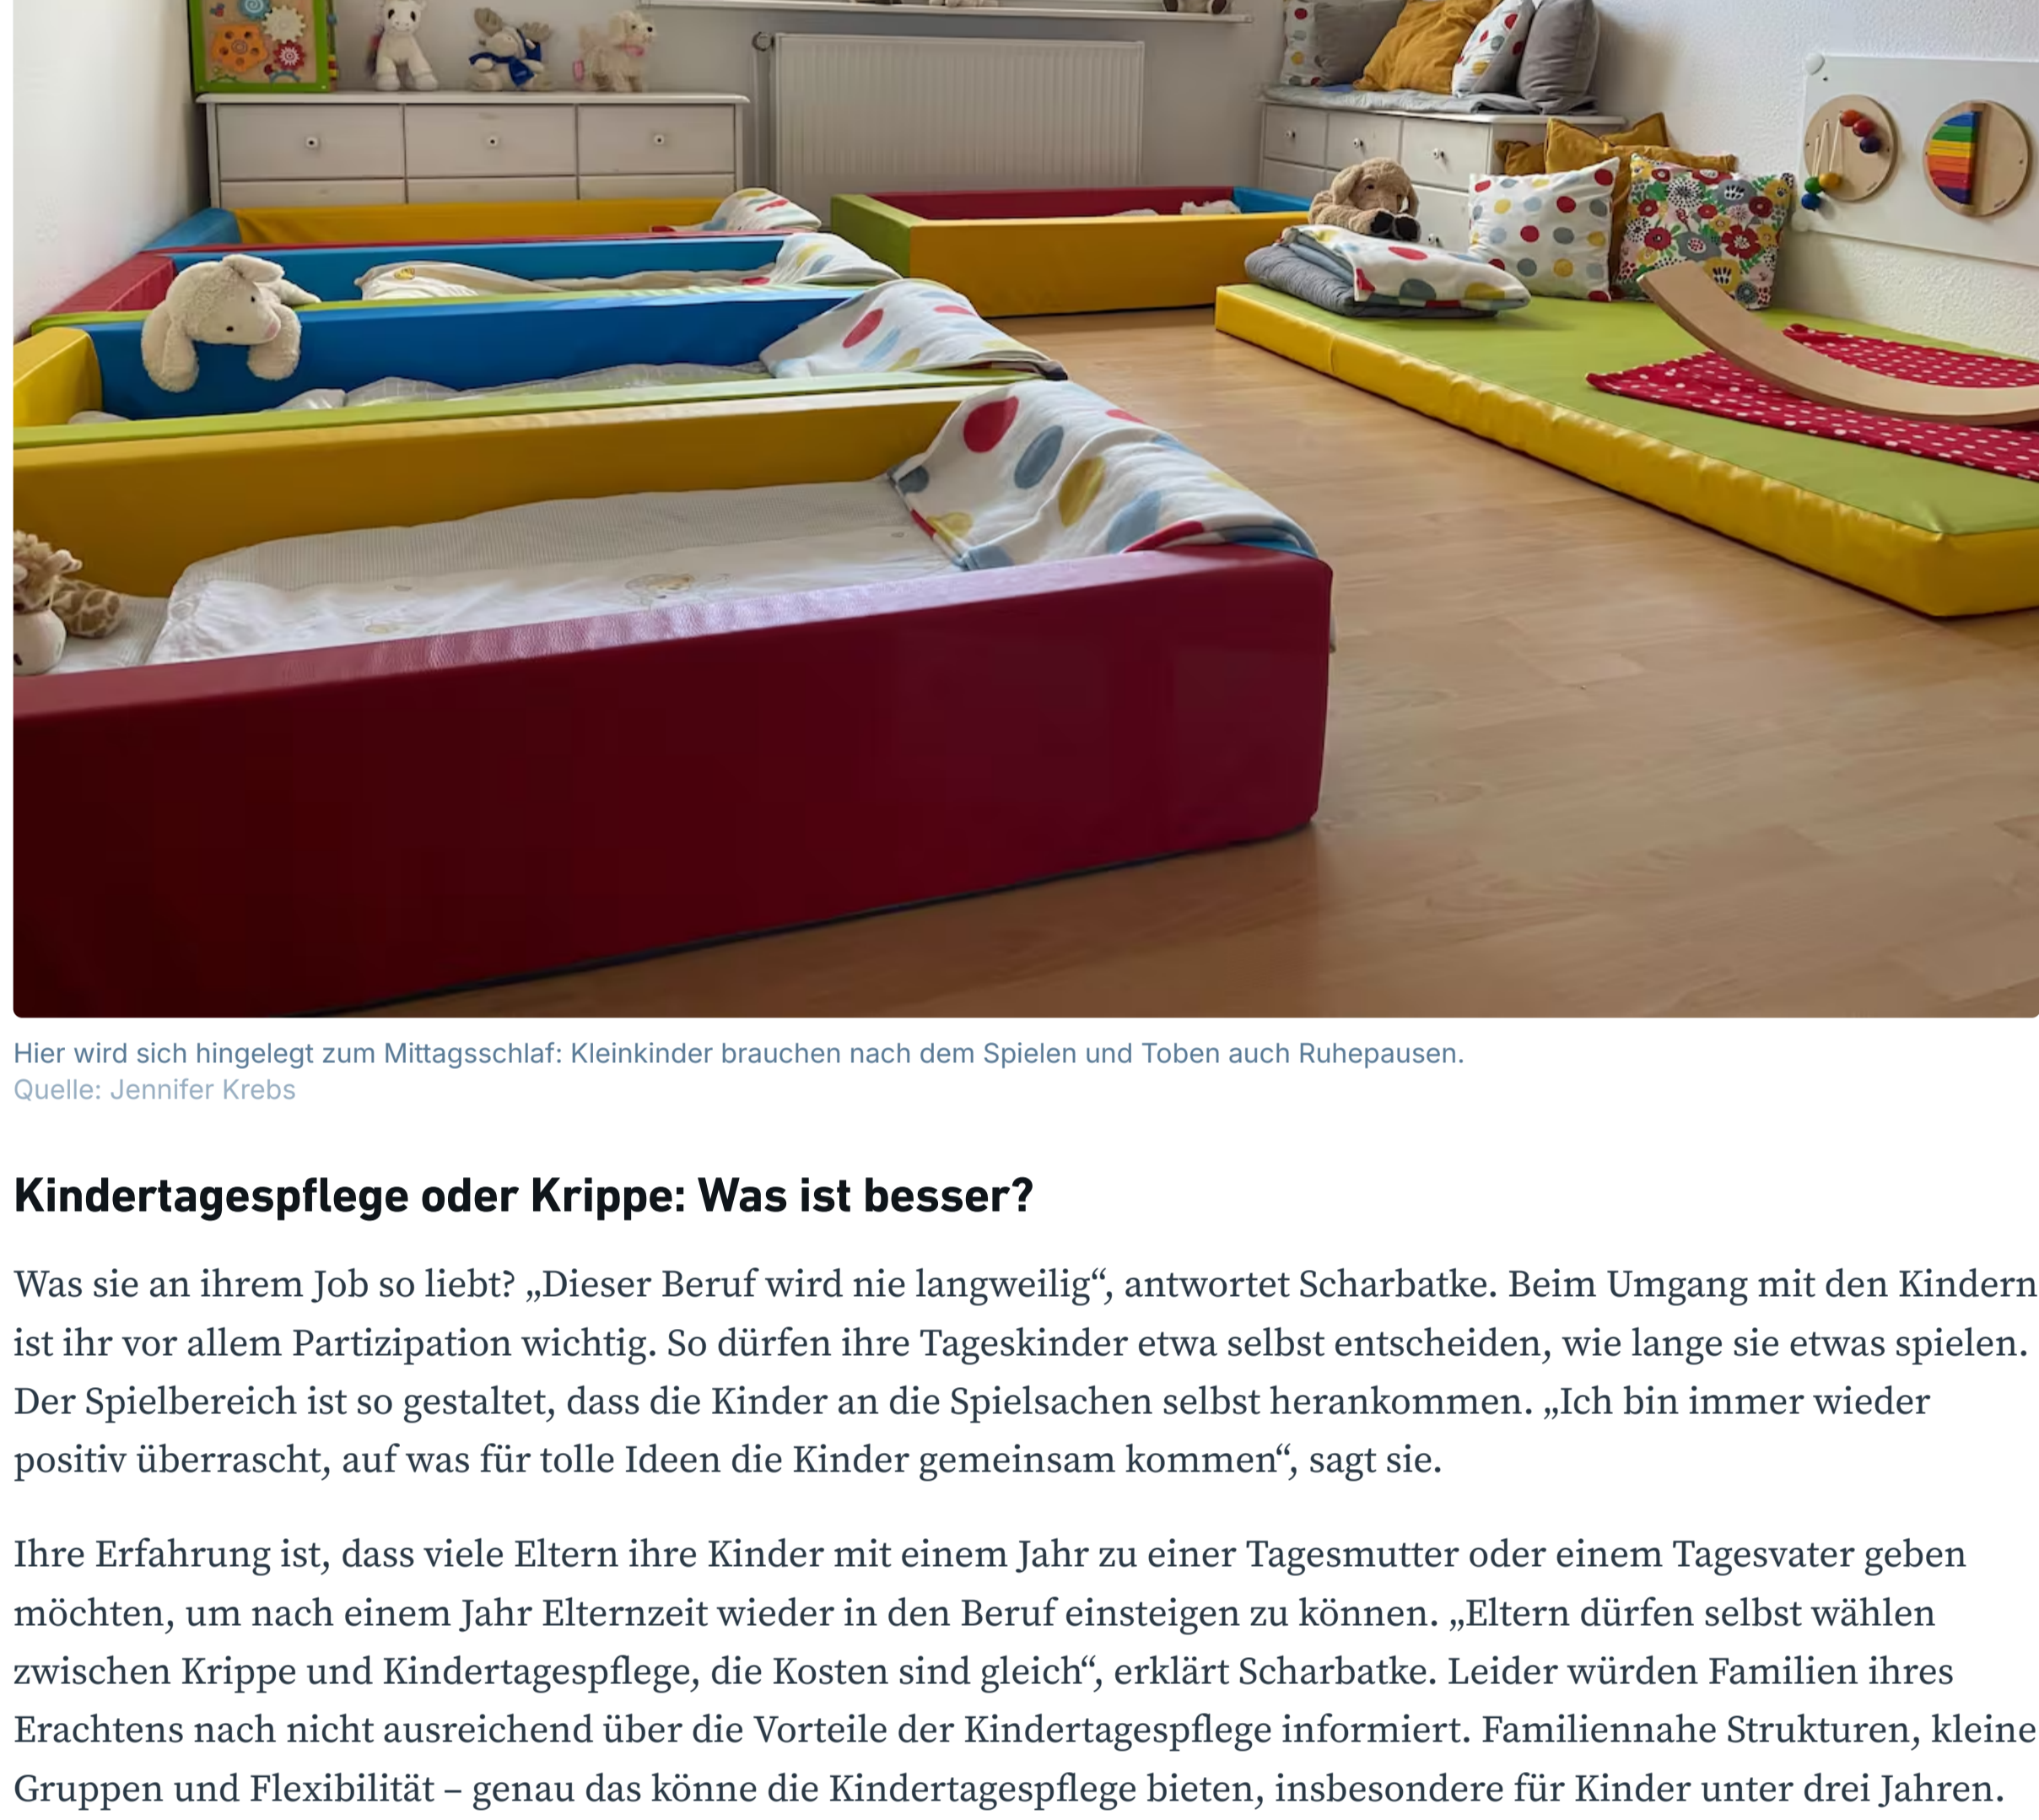 Hier wird sich hingelegt zum Mittagsschlaf: Kleinkinder brauchen nach dem Spielen und Toben auch Ruhepausen.
Quelle: Jennifer Krebs
Kindertagespflege oder Krippe: Was ist besser?
Was sie an ihrem Job so liebt? „Dieser Beruf wird nie langweilig“, antwortet Scharbatke. Beim Umgang mit den Kindern
ist ihr vor allem Partizipation wichtig. So dürfen ihre Tageskinder etwa selbst entscheiden, wie lange sie etwas spielen.
Der Spielbereich ist so gestaltet, dass die Kinder an die Spielsachen selbst herankommen. „Ich bin immer wieder
positiv überrascht, auf was für tolle Ideen die Kinder gemeinsam kommen“, sagt sie.
Ihre Erfahrung ist, dass viele Eltern ihre Kinder mit einem Jahr zu einer Tagesmutter oder einem Tagesvater geben
möchten, um nach einem Jahr Elternzeit wieder in den Beruf einsteigen zu können. „Eltern dürfen selbst wählen
zwischen Krippe und Kindertagespflege, die Kosten sind gleich“, erklärt Scharbatke. Leider würden Familien ihres
Erachtens nach nicht ausreichend über die Vorteile der Kindertagespflege informiert. Familiennahe Strukturen, kleine
Gruppen und Flexibilität – genau das könne die Kindertagespflege bieten, insbesondere für Kinder unter drei Jahren.